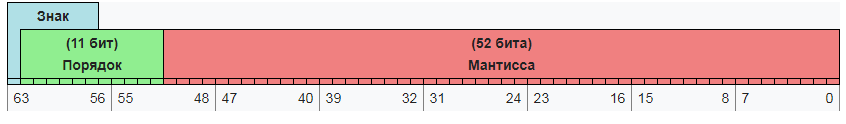 Знак
(11 бит) (52 бита)
Порядок Мантисса
63 56 55 48 47 40 39 32 31 24 23 16 15 8 7 0